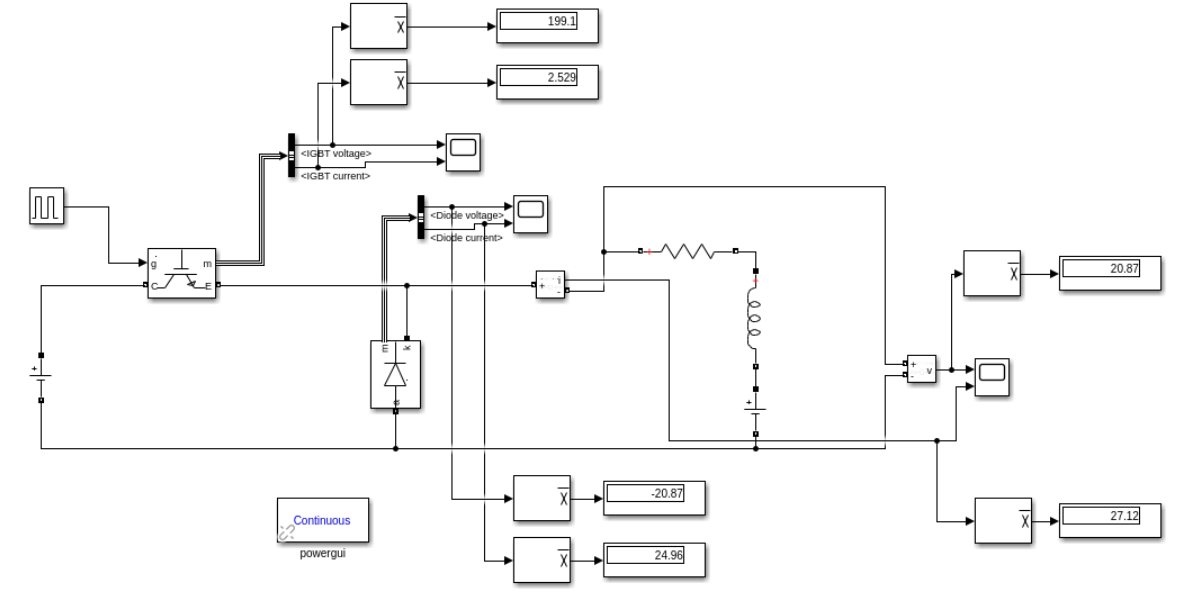 199.1
2.529
<IGBT voltage>
<IGBT current>
<Diode voltage>
<Diode current>
g
m
C
E
+
i
-
+
+
m
k
a
+
+
+
-
v
20.87
-20.87
24.96
27.12
Continuous
powergui